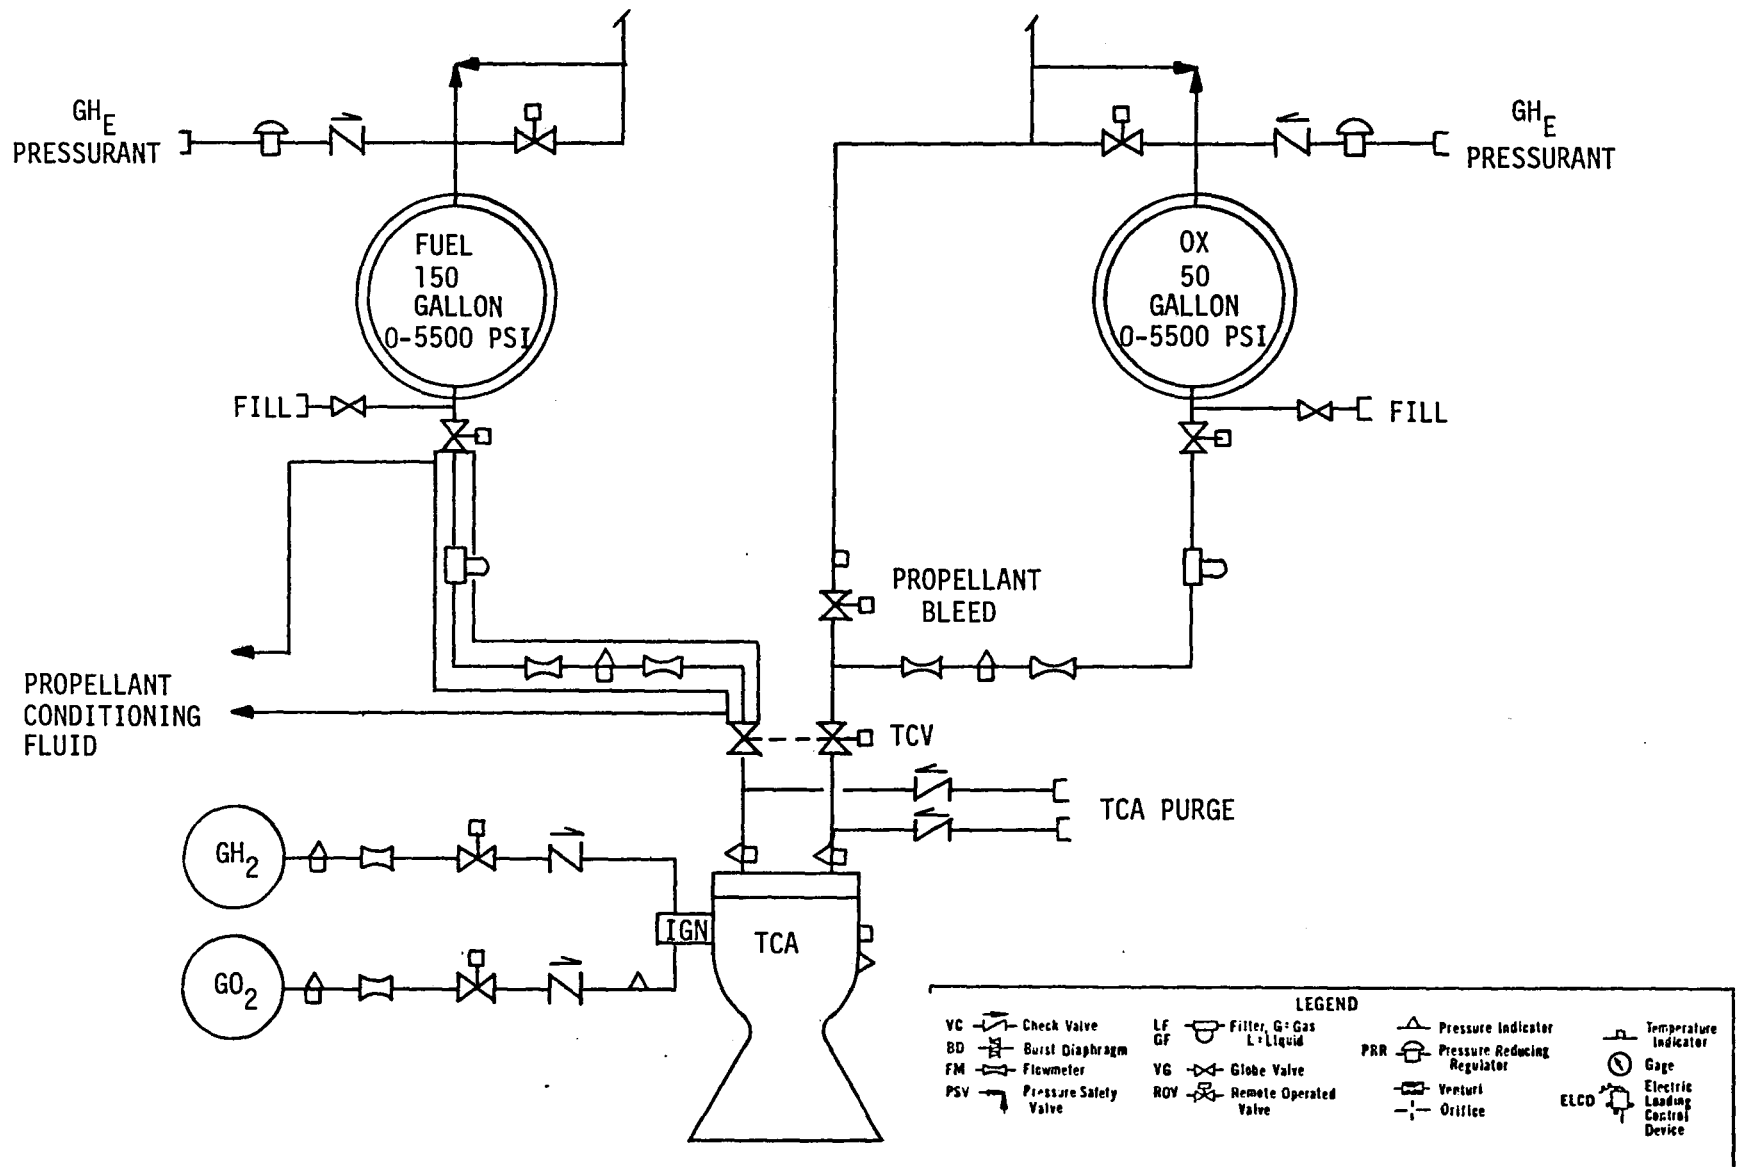 GHE
PRESSURANT
GHE
PRESSURANT
FUEL
150
GALLON
0-5500 PSI
OX
50
GALLON
0-5500 PSI
FILL
FILL
PROPELLANT
BLEED
PROPELLANT
CONDITIONING
FLUID
TCV
TCA PURGE
GH2
IGN
TCA
GO2
LEGEND
VC Check Valve
BD Burst Diaphragm
FM Flowmeter
PSV Pressure Safety
Valve
LF Filter, G=Gas
GF L=Liquid
VG Globe Valve
ROV Remote Operated
Valve
Pressure Indicator
PRR Pressure Reducing
Regulator
Venturi
Orifice
Temperature
Indicator
Gage
Electric
ELCD Loading
Control
Device